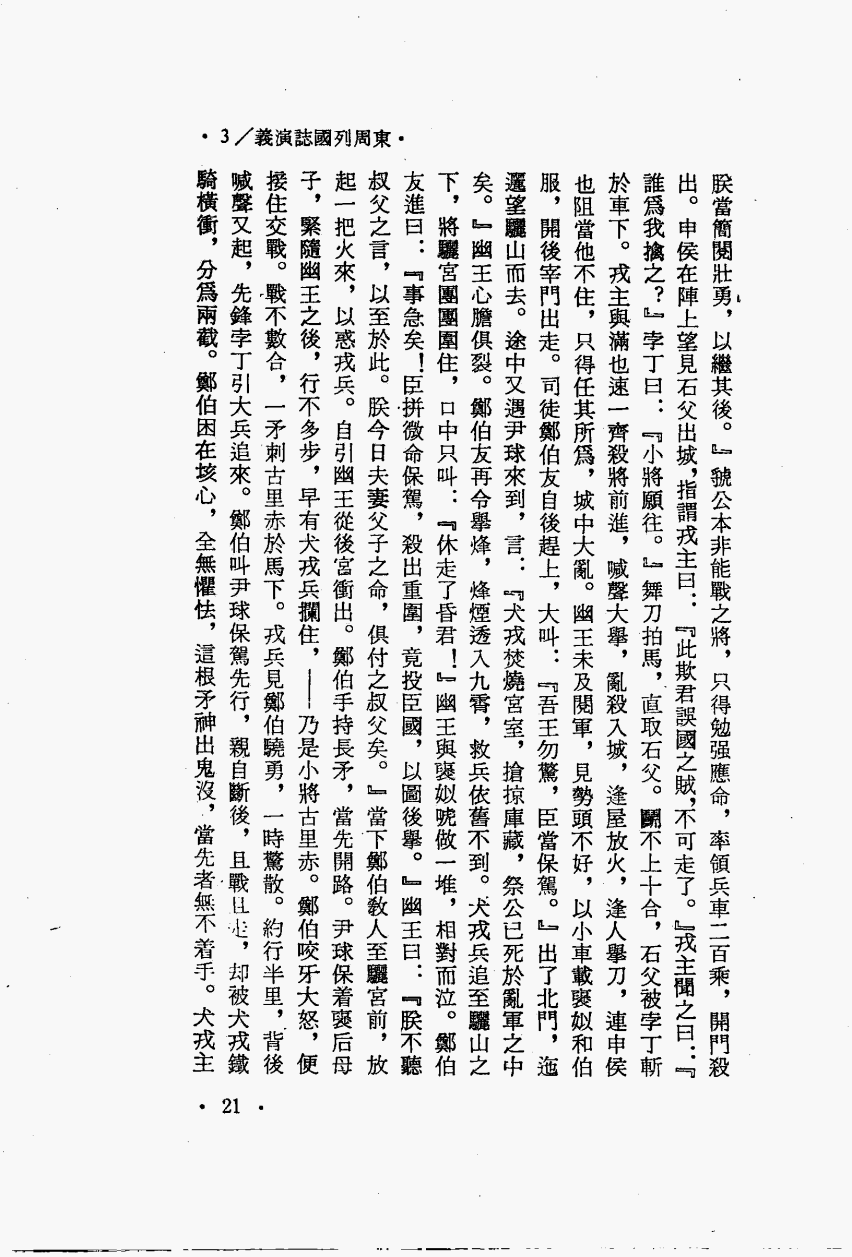 ・東周列國誌演義／3・
朕當簡閱壯勇，以繼其後。』虢公本非能戰之將，只得勉强應命，率領兵車二百乘，開門殺
出。申侯在陣上望見石父出城，指謂戎主曰：『此欺君誤國之賊，不可走了。』戎主聞之曰：『
誰爲我擒之？』孛丁曰：『小將願往。』舞刀拍馬，直取石父。鬭不上十合，石父被孛丁斬
於車下。戎主與滿也速一齊殺將前進，喊聲大舉，亂殺入城，逢屋放火，逢人舉刀，連申侯
也阻當他不住，只得任其所爲，城中大亂。幽王未及閱軍，見勢頭不好，以小車載褒姒和伯
服，開後宰門出走。司徒鄭伯友自後趕上，大叫：『吾王勿驚，臣當保駕。』出了北門，迤
邐望驪山而去。途中又遇尹球來到，言：『犬戎焚燒宮室，搶掠庫藏，祭公已死於亂軍之中
矣。』幽王心膽俱裂。鄭伯友再令舉烽，烽煙透入九霄，救兵依舊不到。犬戎兵追至驪山之
下，將驪宮團團圍住，口中只叫：『休走了昏君！』幽王與褒姒唬做一堆，相對而泣。鄭伯
友進曰：『事急矣！臣拼微命保駕，殺出重圍，竟投臣國，以圖後舉。』幽王曰：『朕不聽
叔父之言，以至於此。朕今日夫妻父子之命，俱付之叔父矣。』當下鄭伯教人至驪宮前，放
起一把火來，以惑戎兵。自引幽王從後宮衝出。鄭伯手持長矛，當先開路。尹球保着褒后母
子，緊隨幽王之後，行不多步，早有犬戎兵攔住，——乃是小將古里赤。鄭伯咬牙大怒，便
接住交戰。戰不數合，一矛刺古里赤於馬下。戎兵見鄭伯驍勇，一時驚散。約行半里，背後
喊聲又起，先鋒孛丁引大兵追來。鄭伯叫尹球保駕先行，親自斷後，且戰且走，却被犬戎鐵
騎橫衝，分爲兩截。鄭伯困在垓心，全無懼怯，這根矛神出鬼沒，當先者無不着手。犬戎主
・21・